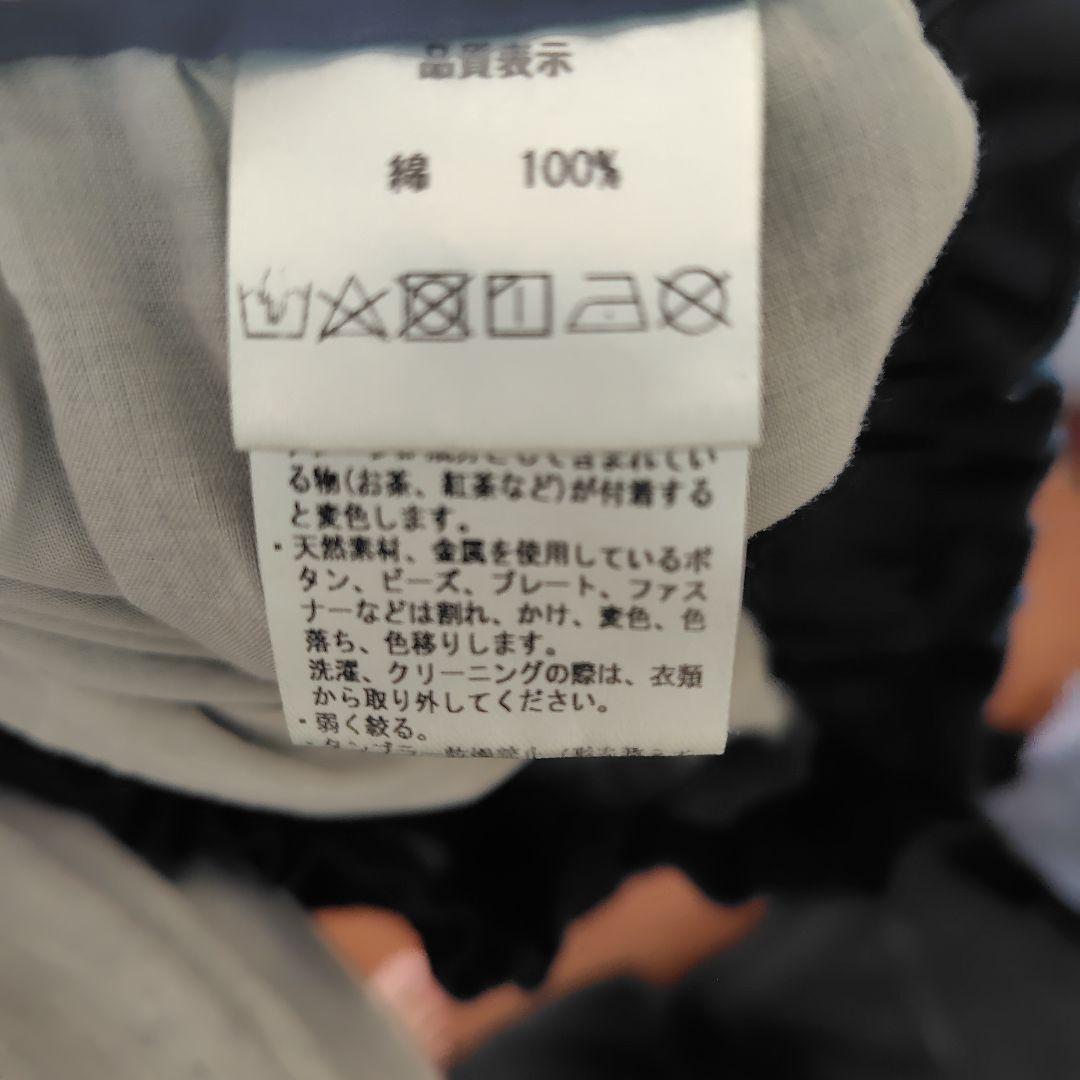 品質表示
綿 100%
る物(お茶、紅茶など)が付着する
と変色します。
・天然素材、金属を使用しているボ
タン、ビーズ、プレート、ファス
ナーなどは割れ、かけ、変色、色
落ち、色移りします。
洗濯、クリーニングの際は、衣類
から取り外してください。
・弱く絞る。